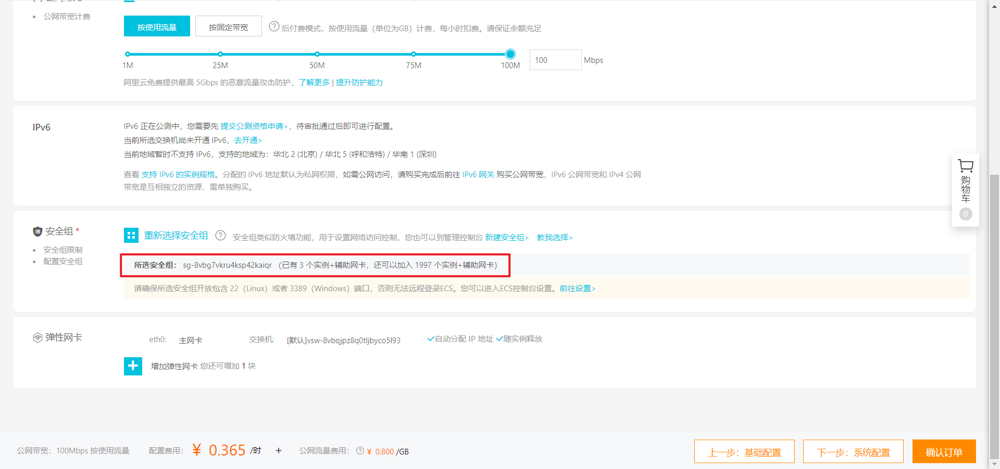 公网带宽计费
按使用流量 按固定带宽 ? 后付费模式，按使用流量（单位为GB）计费，每小时扣费。请保证余额充足
1M 25M 50M 75M 100M 100 Mbps
阿里云免费提供最高 5Gbps 的恶意流量攻击防护，了解更多 | 提升防护能力
IPv6
IPv6 正在公测中，您需要先 提交公测资格申请>，待审批通过后即可进行配置。
当前所选交换机尚未开通 IPv6，去开通>
当前地域暂时不支持 IPv6，支持的地域为：华北 2 (北京) / 华北 5 (呼和浩特) / 华南 1 (深圳)
查看 支持 IPv6 的实例规格。分配的 IPv6 地址默认为私网权限，如需公网访问，请购买完成后前往 IPv6 网关 购买公网带宽，IPv6 公网带宽和 IPv4 公网
带宽是互相独立的资源，需单独购买。
购物车
0
安全组 *
安全组限制
配置安全组
重新选择安全组 ? 安全组类似防火墙功能，用于设置网络访问控制，您也可以到管理控制台 新建安全组> 教我选择>
所选安全组： sg-8vbg7vkru4ksp42kaiqr （已有 3 个实例+辅助网卡，还可以加入 1997 个实例+辅助网卡）
请确保所选安全组开放包含 22（Linux）或者 3389（Windows）端口，否则无法远程登录ECS。您可以进入ECS控制台设置。前往设置>
弹性网卡
eth0: 主网卡 交换机: [默认]vsw-8vbqjpz8q0tljbyco5l93 自动分配 IP 地址 随实例释放
增加弹性网卡 您还可增加 1 块
公网带宽：100Mbps 按使用流量 配置费用： ¥ 0.365 /时 + 公网流量费用： ? ¥ 0.800 /GB
上一步：基础配置 下一步：系统配置 确认订单